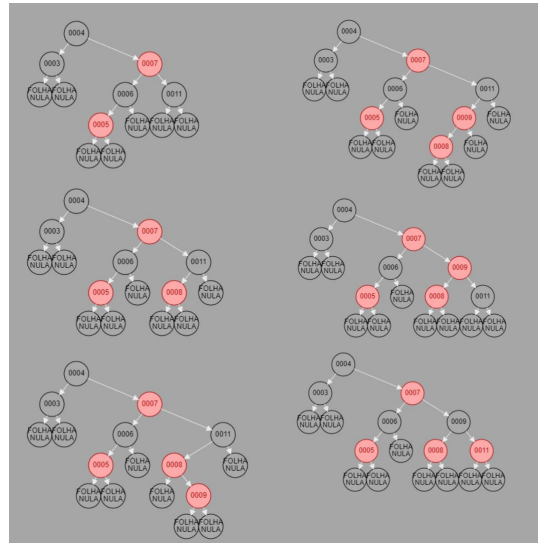 0004
0003 0007
FOLHA FOLHA 0006 0011
NULA NULA
0005 FOLHA FOLHA FOLHA
NULA NULA NULA
FOLHA FOLHA
NULA NULA
0004
0003 0007
FOLHA FOLHA 0006 0011
NULA NULA
0005 FOLHA 0008 FOLHA
NULA NULA
FOLHA FOLHA FOLHA FOLHA
NULA NULA NULA NULA
0004
0003 0007
FOLHA FOLHA 0006 0011
NULA NULA
0005 FOLHA 0008 FOLHA
NULA NULA
FOLHA FOLHA FOLHA 0009
NULA NULA NULA
FOLHA FOLHA
NULA NULA
0004
0003 0007
FOLHA FOLHA 0006 0011
NULA NULA
0005 FOLHA 0009 FOLHA
NULA NULA
FOLHA FOLHA 0008 FOLHA
NULA NULA NULA
FOLHA FOLHA
NULA NULA
0004
0003 0007
FOLHA FOLHA 0006 0009
NULA NULA
0005 FOLHA 0008 0011
NULA
FOLHA FOLHA FOLHA FOLHA FOLHA FOLHA
NULA NULA NULA NULA NULA NULA
0004
0003 0007
FOLHA FOLHA 0006 0009
NULA NULA
0005 FOLHA 0008 0011
NULA
FOLHA FOLHA FOLHA FOLHA FOLHA FOLHA
NULA NULA NULA NULA NULA NULA